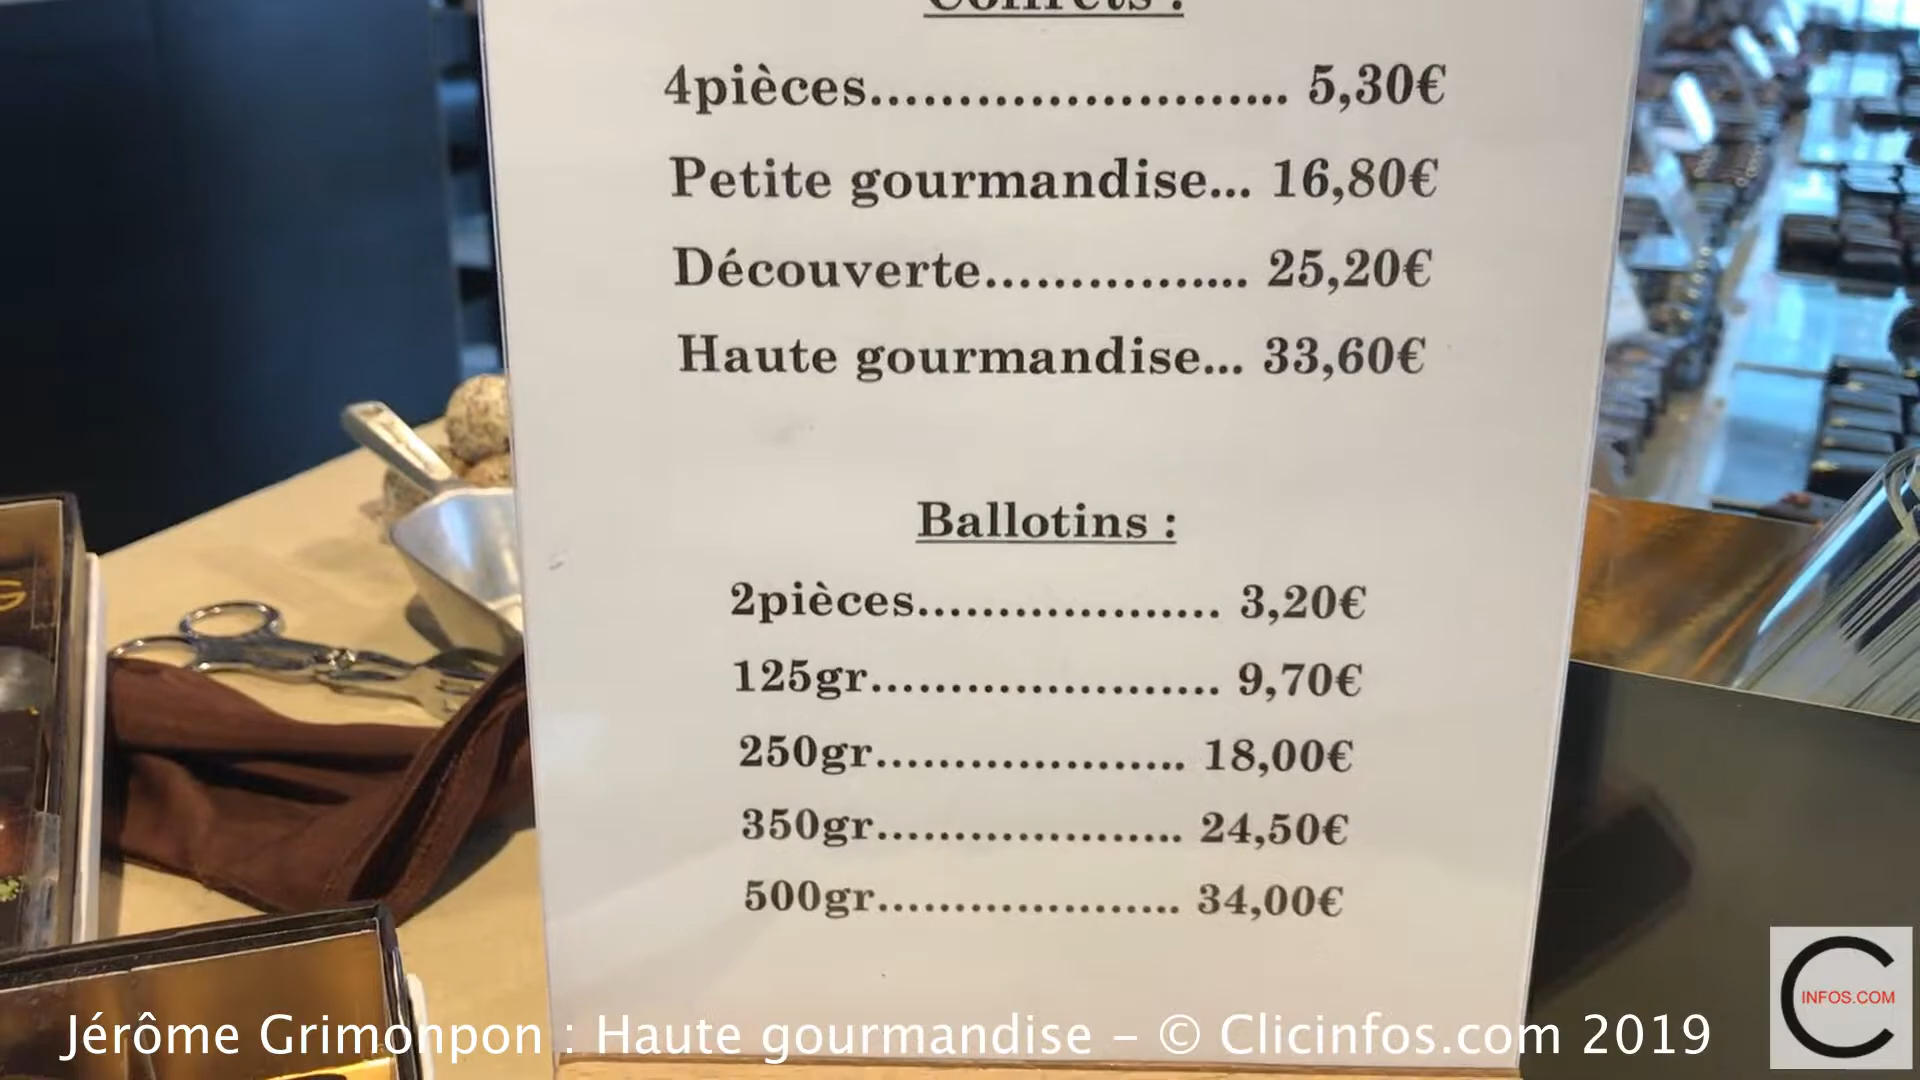 Coffrets :
4pièces........................ 5,30€
Petite gourmandise... 16,80€
Découverte................ 25,20€
Haute gourmandise... 33,60€
Ballotins :
2pièces.................... 3,20€
125gr....................... 9,70€
250gr.................... 18,00€
350gr.................... 24,50€
500gr.................... 34,00€
INFOS.COM
Jérôme Grimonpon : Haute gourmandise – © Clicinfos.com 2019